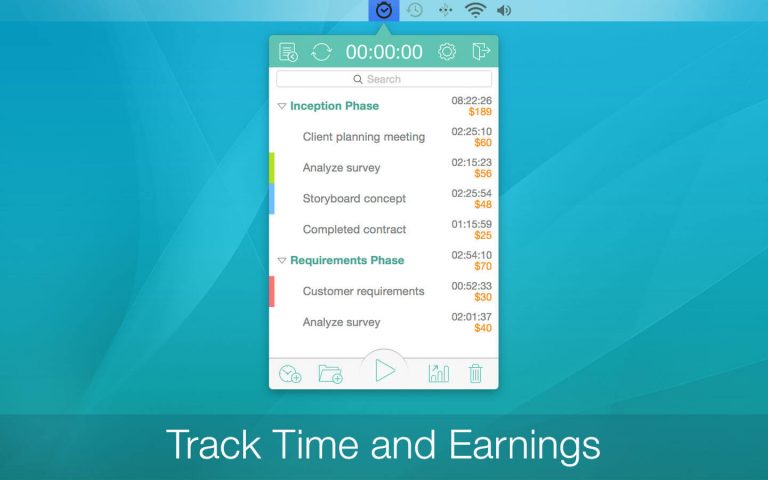 00:00:00
Search
Inception Phase 08:22:26
$189
Client planning meeting 02:25:10
$60
Analyze survey 02:15:23
$56
Storyboard concept 02:25:54
$48
Completed contract 01:15:59
$25
Requirements Phase 02:54:10
$70
Customer requirements 00:52:33
$30
Analyze survey 02:01:37
$40
Track Time and Earnings